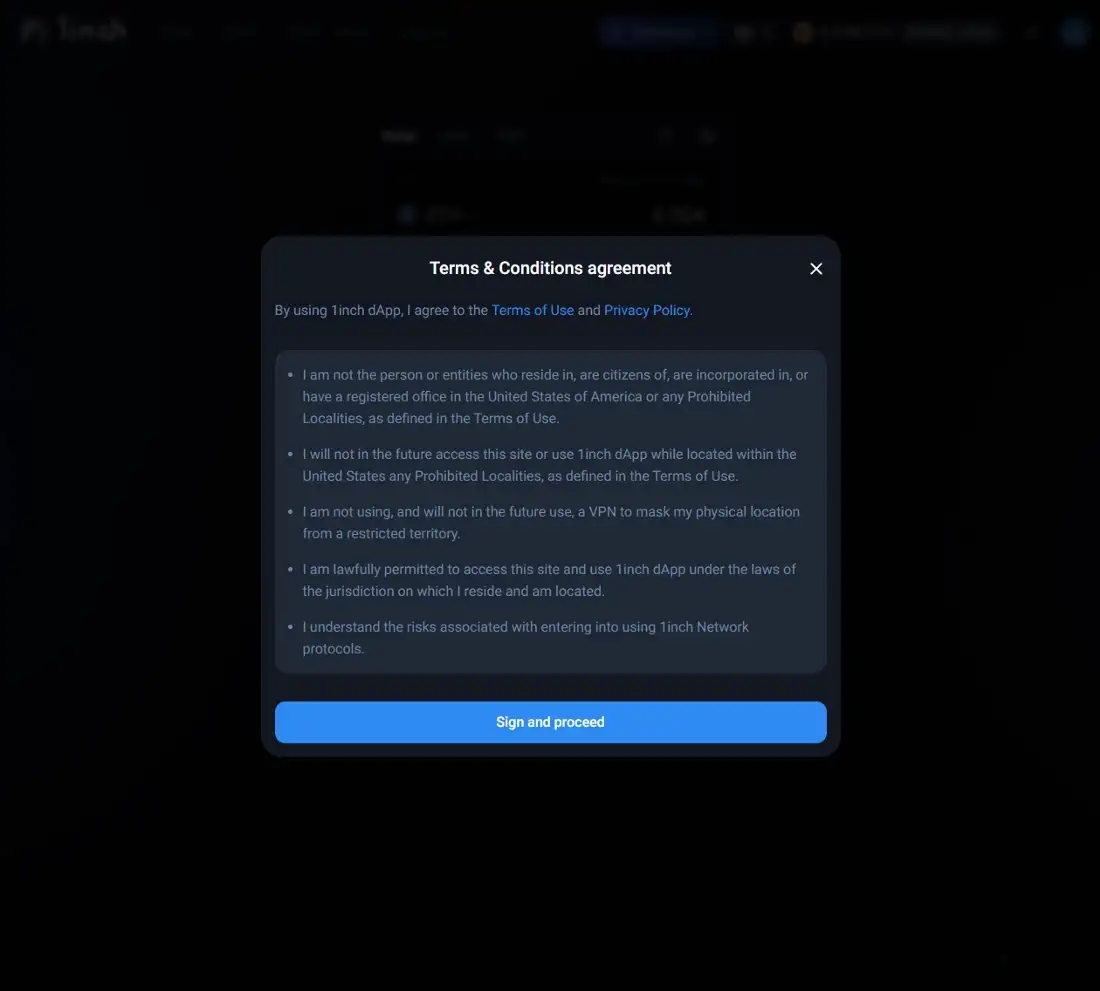 1inch
Terms & Conditions agreement
By using 1inch dApp, I agree to the Terms of Use and Privacy Policy.
• I am not the person or entities who reside in, are citizens of, are incorporated in, or
have a registered office in the United States of America or any Prohibited
Localities, as defined in the Terms of Use.
• I will not in the future access this site or use 1inch dApp while located within the
United States any Prohibited Localities, as defined in the Terms of Use.
• I am not using, and will not in the future use, a VPN to mask my physical location
from a restricted territory.
• I am lawfully permitted to access this site and use 1inch dApp under the laws of
the jurisdiction on which I reside and am located.
• I understand the risks associated with entering into using 1inch Network
protocols.
Sign and proceed